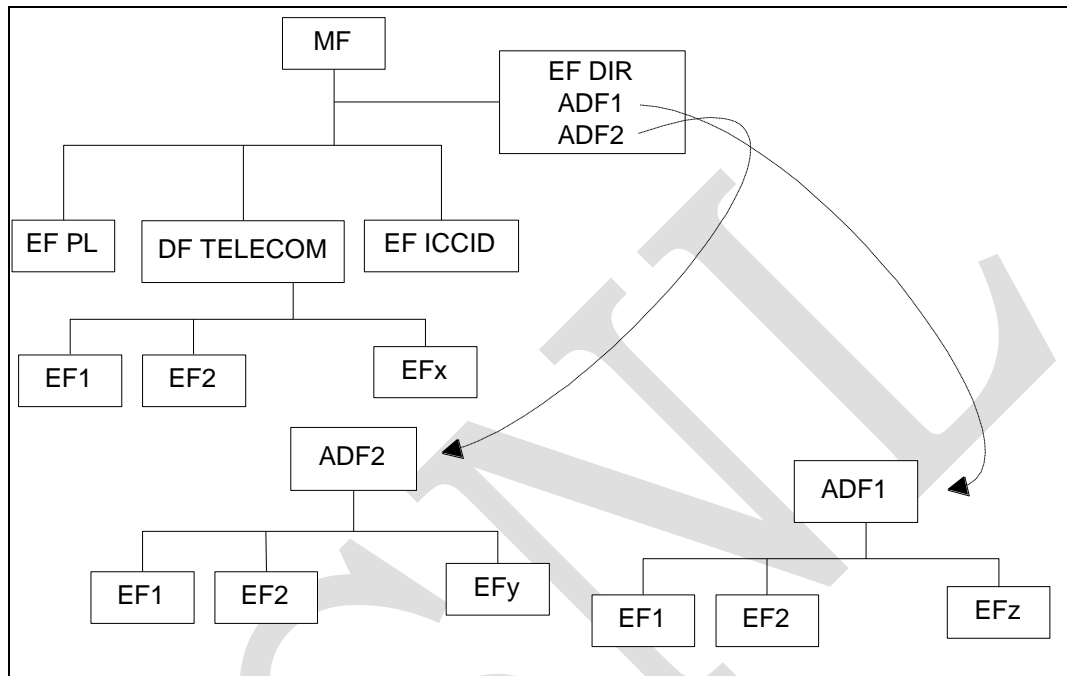 MF
EF DIR
ADF1
ADF2
EF PL
DF TELECOM
EF ICCID
EF1
EF2
EFx
ADF2
ADF1
EF1
EF2
EFy
EF1
EF2
EFz